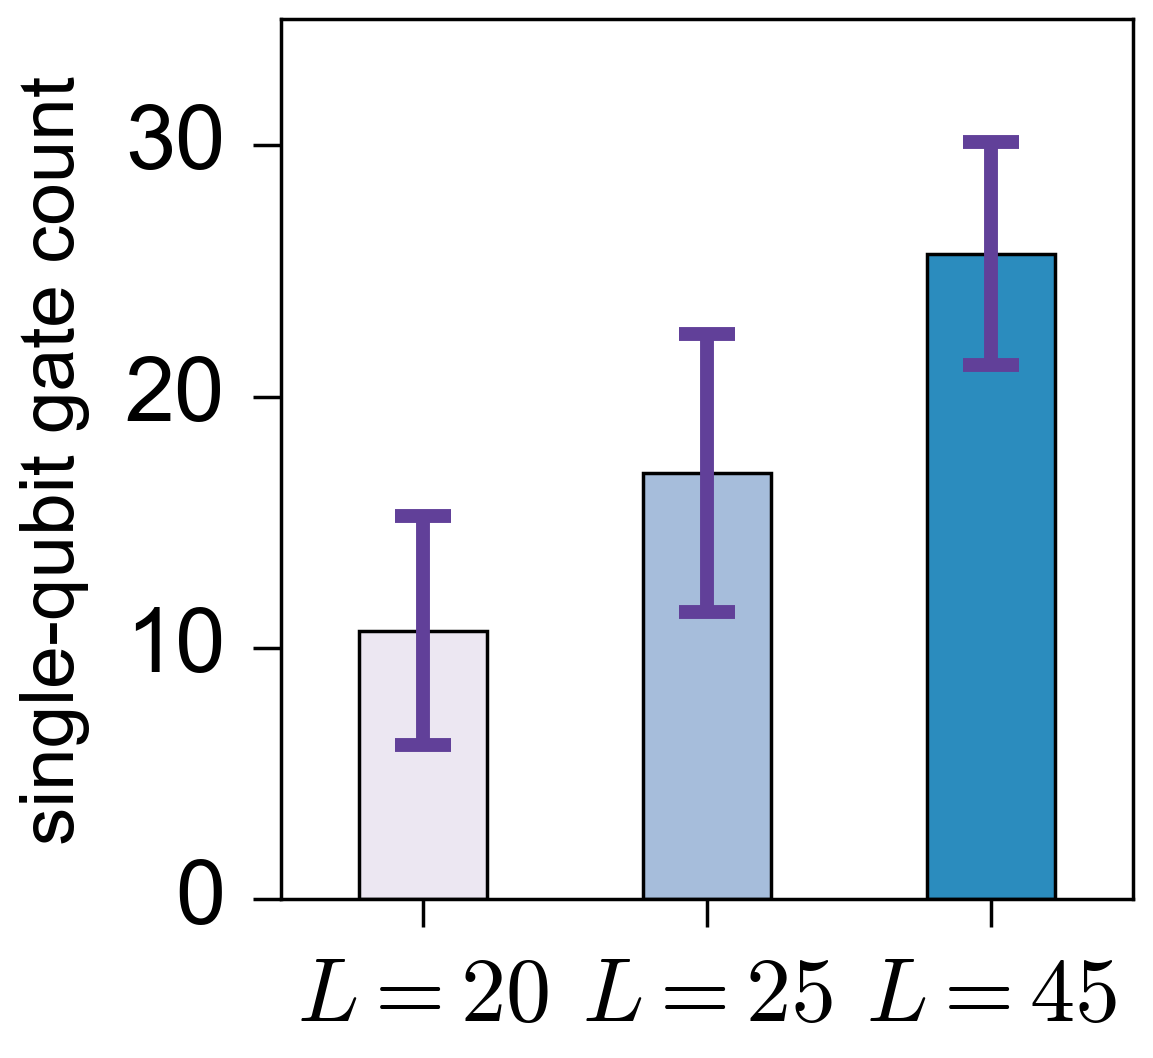 single-qubit gate count
30
20
10
0
L = 20
L = 25
L = 45